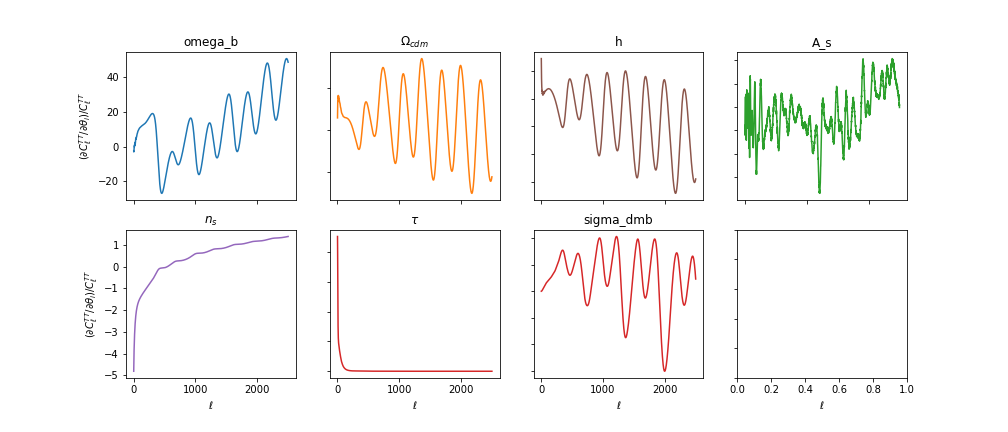 omega_b
Ω_cdm
h
A_s
(∂C_ℓ^TT/∂θ_i)/C_ℓ^TT
40
20
0
−20
n_s
τ
sigma_dmb
(∂C_ℓ^TT/∂θ_i)/C_ℓ^TT
1
0
−1
−2
−3
−4
−5
0 1000 2000
0 1000 2000
0 1000 2000
0.0 0.2 0.4 0.6 0.8 1.0
ℓ ℓ ℓ ℓ